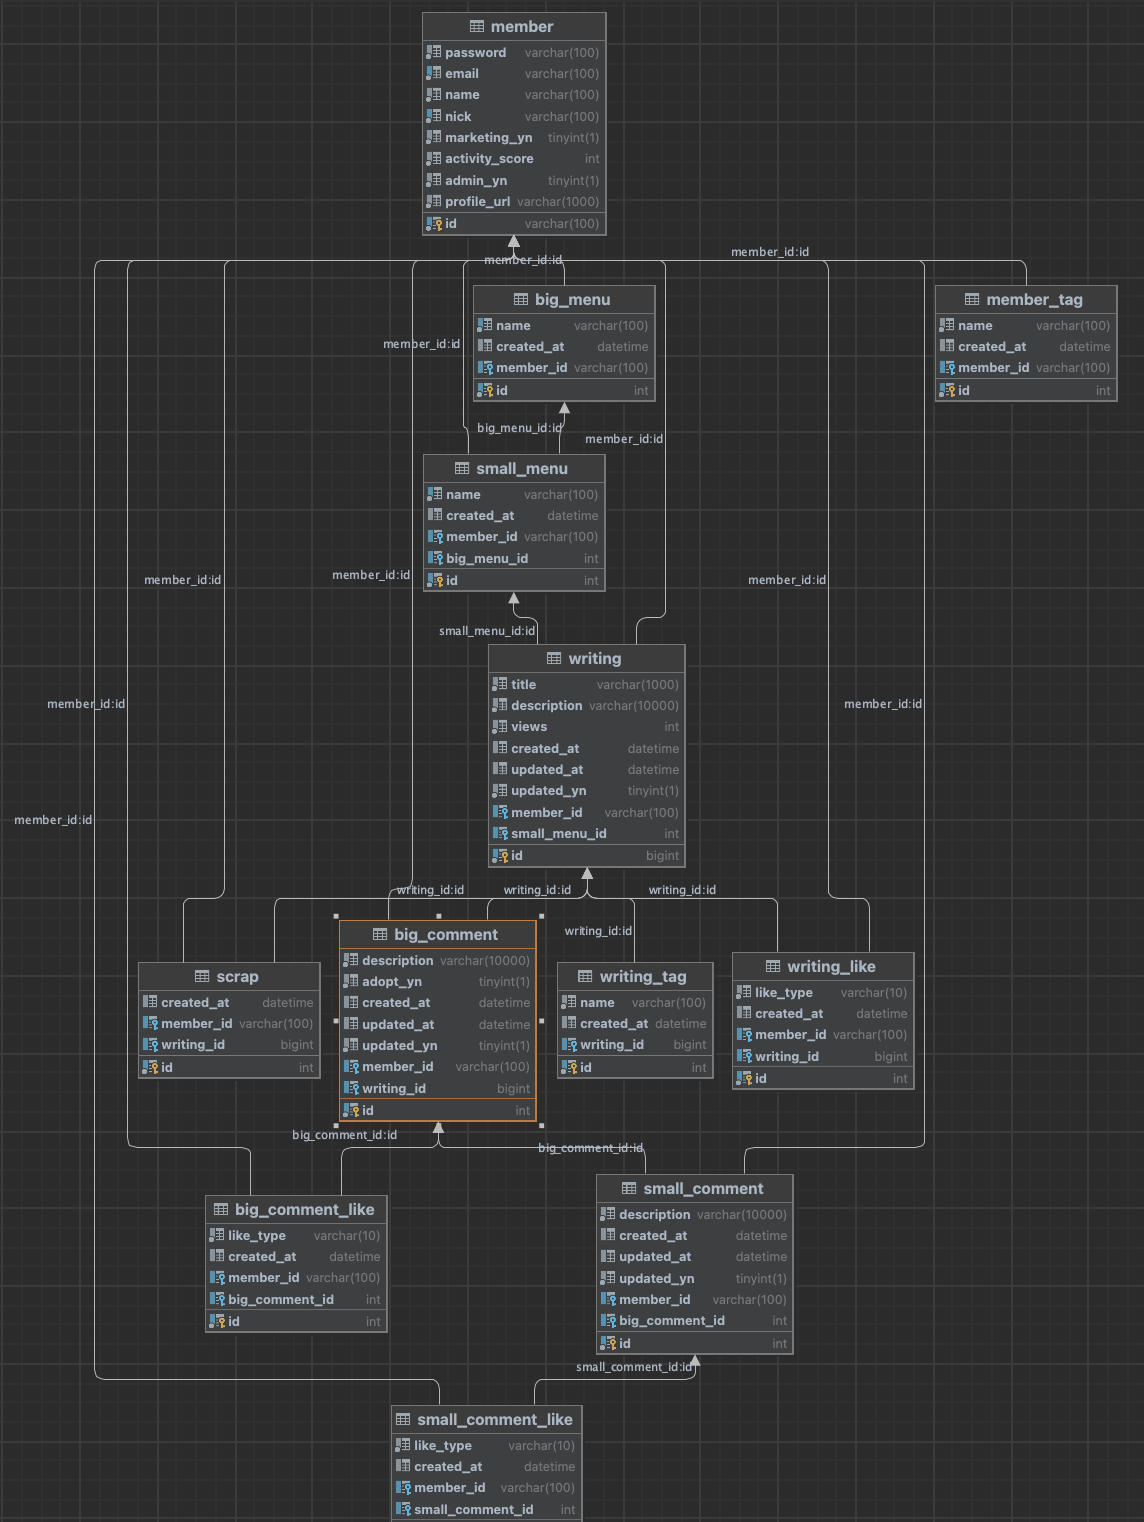 member
password varchar(100)
email varchar(100)
name varchar(100)
nick varchar(100)
marketing_yn tinyint(1)
activity_score int
admin_yn tinyint(1)
profile_url varchar(1000)
id varchar(100)
member_id:id
member_id:id
big_menu
name varchar(100)
created_at datetime
member_id varchar(100)
id int
member_tag
name varchar(100)
created_at datetime
member_id varchar(100)
id int
member_id:id
big_menu_id:id
member_id:id
small_menu
name varchar(100)
created_at datetime
member_id varchar(100)
big_menu_id int
id int
member_id:id
member_id:id
member_id:id
small_menu_id:id
writing
title varchar(1000)
description varchar(10000)
views int
created_at datetime
updated_at datetime
updated_yn tinyint(1)
member_id varchar(100)
small_menu_id int
id bigint
member_id:id
member_id:id
member_id:id
writing_id:id
writing_id:id
writing_id:id
writing_id:id
scrap
created_at datetime
member_id varchar(100)
writing_id bigint
id int
big_comment
description varchar(10000)
adopt_yn tinyint(1)
created_at datetime
updated_at datetime
updated_yn tinyint(1)
member_id varchar(100)
writing_id bigint
id int
writing_tag
name varchar(100)
created_at datetime
writing_id bigint
id int
writing_like
like_type varchar(10)
created_at datetime
member_id varchar(100)
writing_id bigint
id int
big_comment_id:id
big_comment_id:id
big_comment_like
like_type varchar(10)
created_at datetime
member_id varchar(100)
big_comment_id int
id int
small_comment
description varchar(10000)
created_at datetime
updated_at datetime
updated_yn tinyint(1)
member_id varchar(100)
big_comment_id int
id int
small_comment_id:id
small_comment_like
like_type varchar(10)
created_at datetime
member_id varchar(100)
small_comment_id int